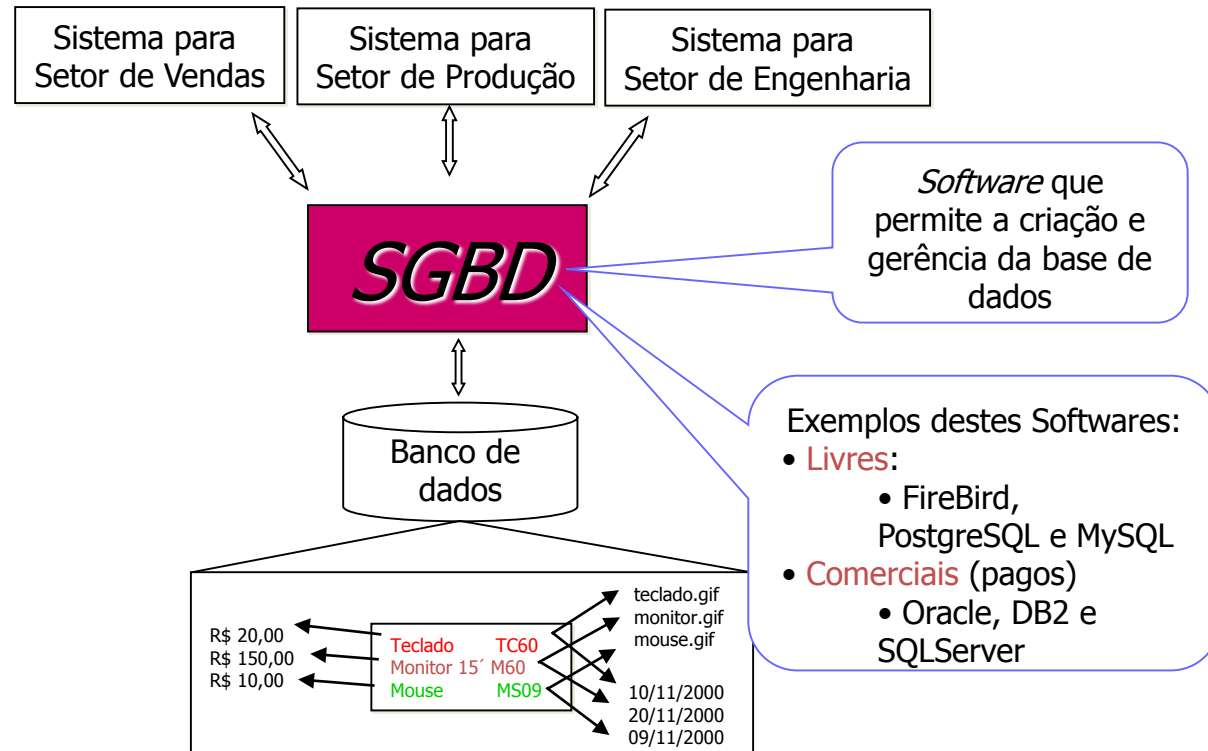 Sistema para
Setor de Vendas
Sistema para
Setor de Produção
Sistema para
Setor de Engenharia
SGBD
Software que
permite a criação e
gerência da base de
dados
Banco de
dados
Exemplos destes Softwares:
• Livres:
• FireBird,
PostgreSQL e MySQL
• Comerciais (pagos)
• Oracle, DB2 e
SQLServer
R$ 20,00
R$ 150,00
R$ 10,00
Teclado TC60
Monitor 15´ M60
Mouse MS09
teclado.gif
monitor.gif
mouse.gif
10/11/2000
20/11/2000
09/11/2000